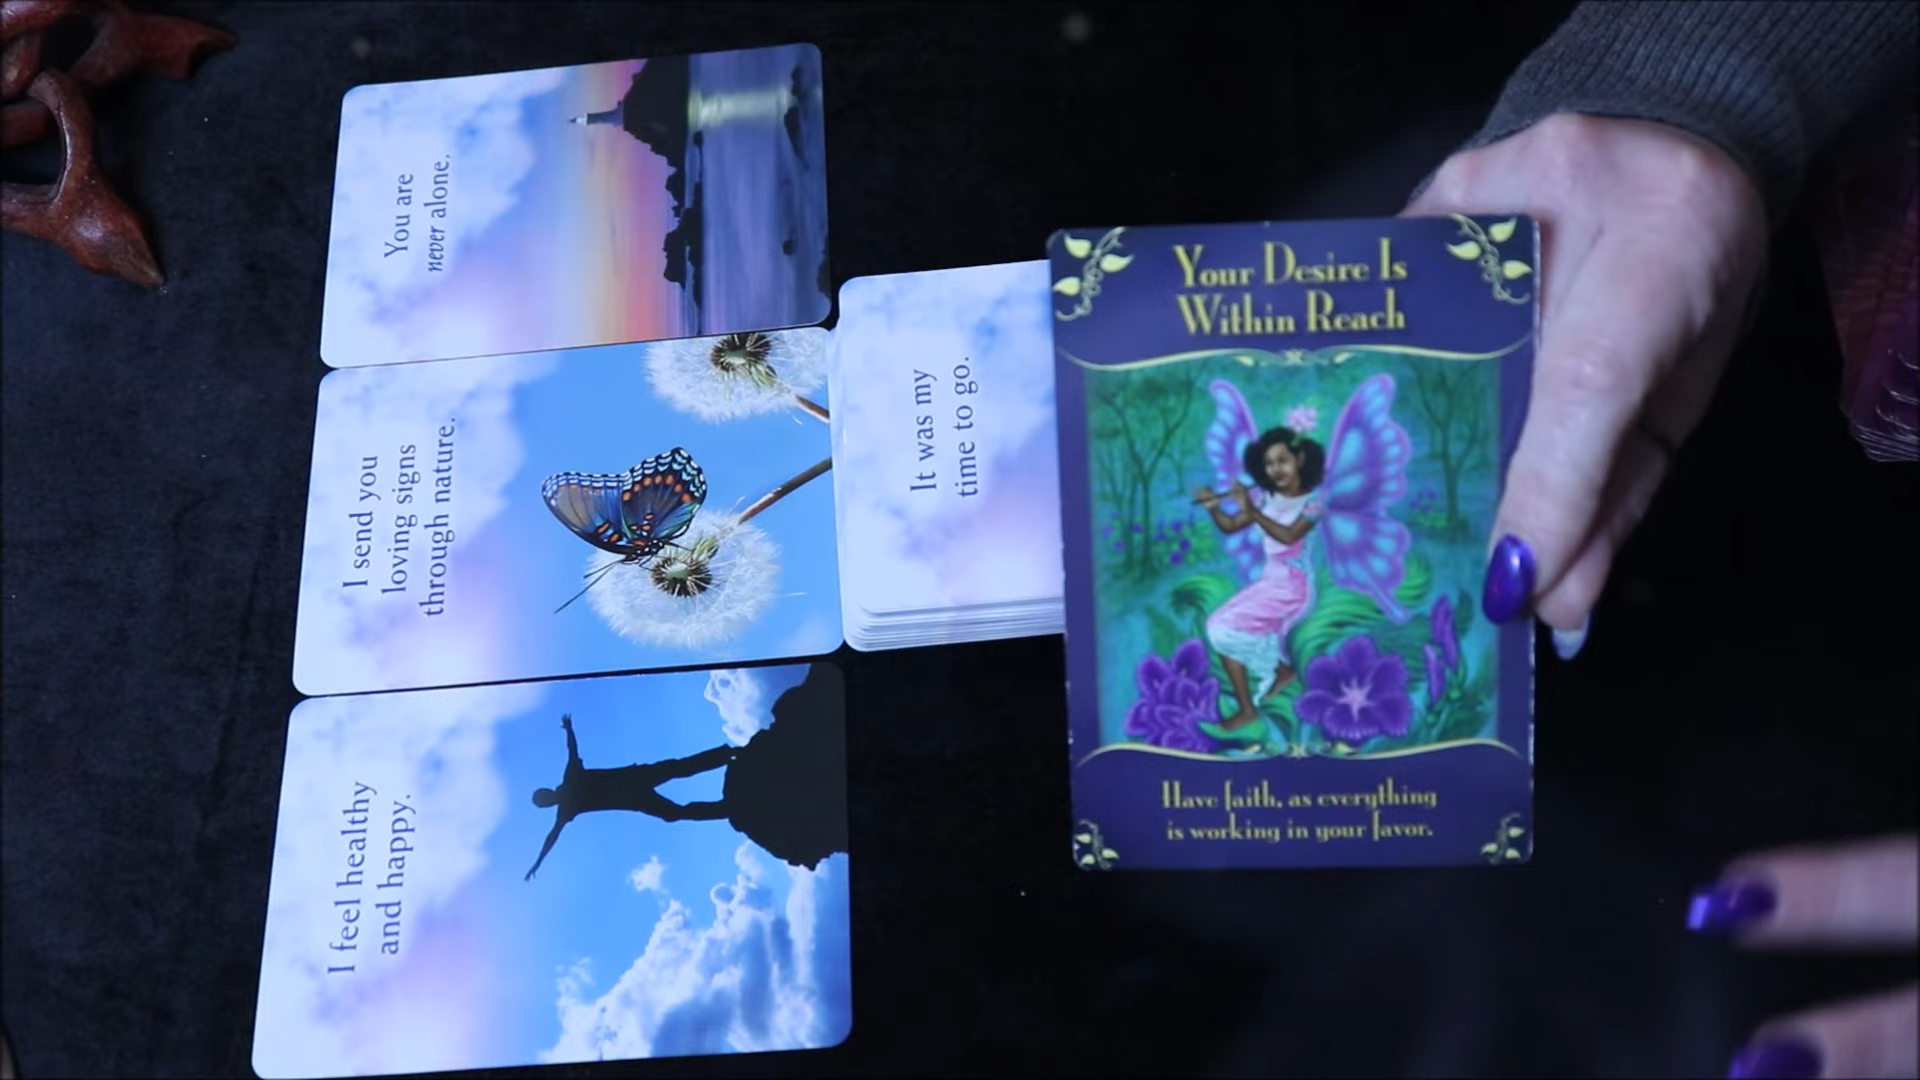 You are
never alone.
I send you
loving signs
through nature.
I feel healthy
and happy.
It was my
time to go.
Your Desire Is
Within Reach
Have faith, as everything
is working in your favor.